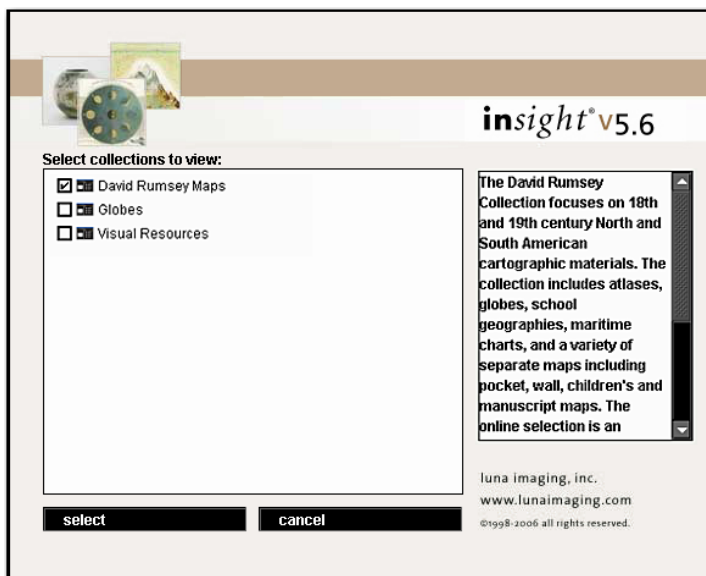 insight® v5.6
Select collections to view:
David Rumsey Maps
Globes
Visual Resources
The David Rumsey
Collection focuses on 18th
and 19th century North and
South American
cartographic materials. The
collection includes atlases,
globes, school
geographies, maritime
charts, and a variety of
separate maps including
pocket, wall, children's and
manuscript maps. The
online selection is an
luna imaging, inc.
www.lunaimaging.com
©1998-2006 all rights reserved.
select
cancel